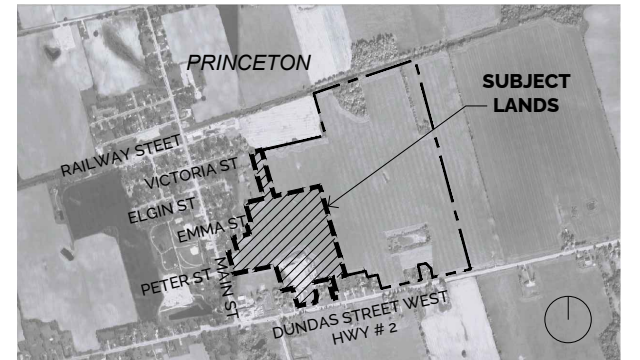 PRINCETON
SUBJECT
LANDS
RAILWAY STEET
VICTORIA ST
ELGIN ST
EMMA ST
PETER ST
MAIN ST
DUNDAS STREET WEST
HWY # 2